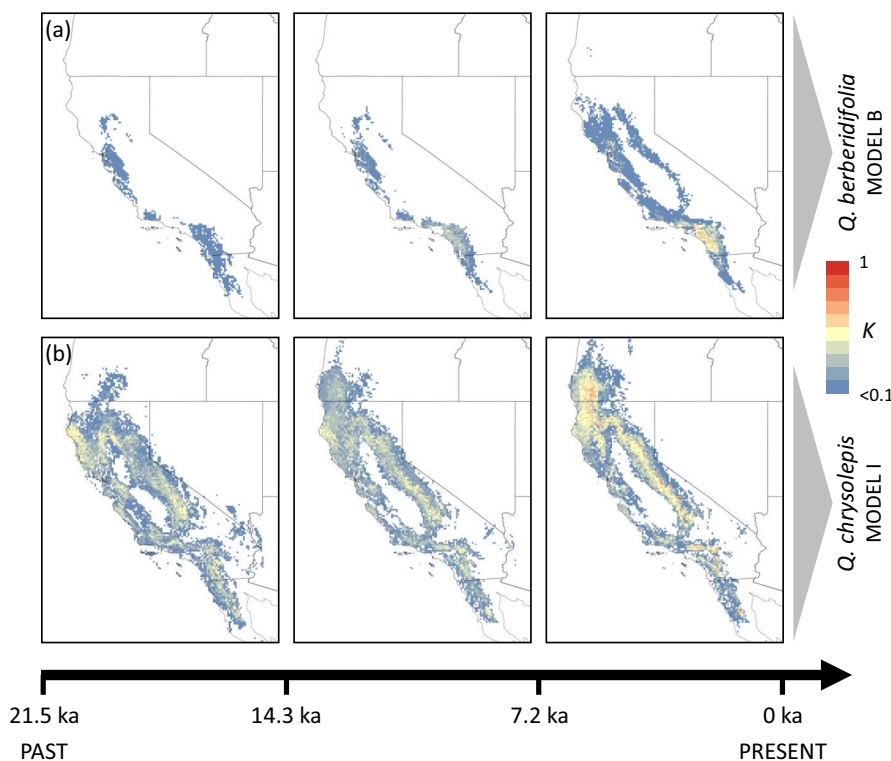 (a)
Q. berberidifolia
MODEL B
1
K
<0.1
(b)
Q. chrysolepis
MODEL I
21.5 ka
14.3 ka
7.2 ka
0 ka
PAST
PRESENT